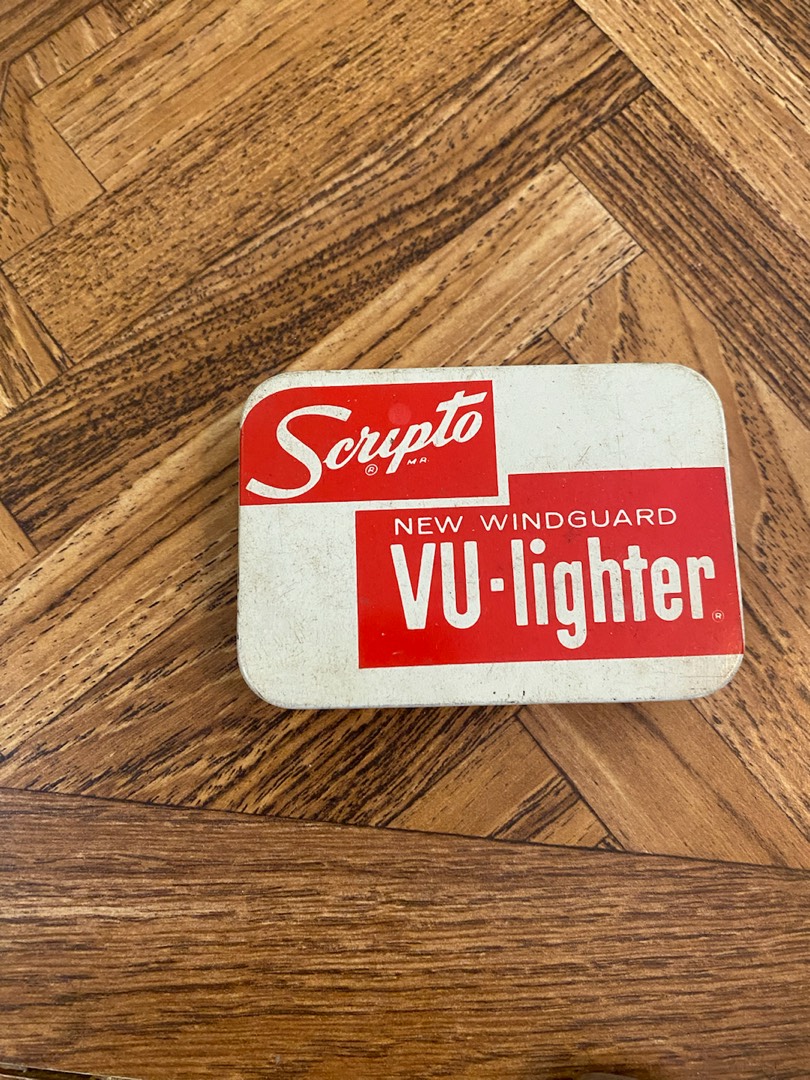 Scripto
® M.R.
NEW WINDGUARD
VU·lighter®